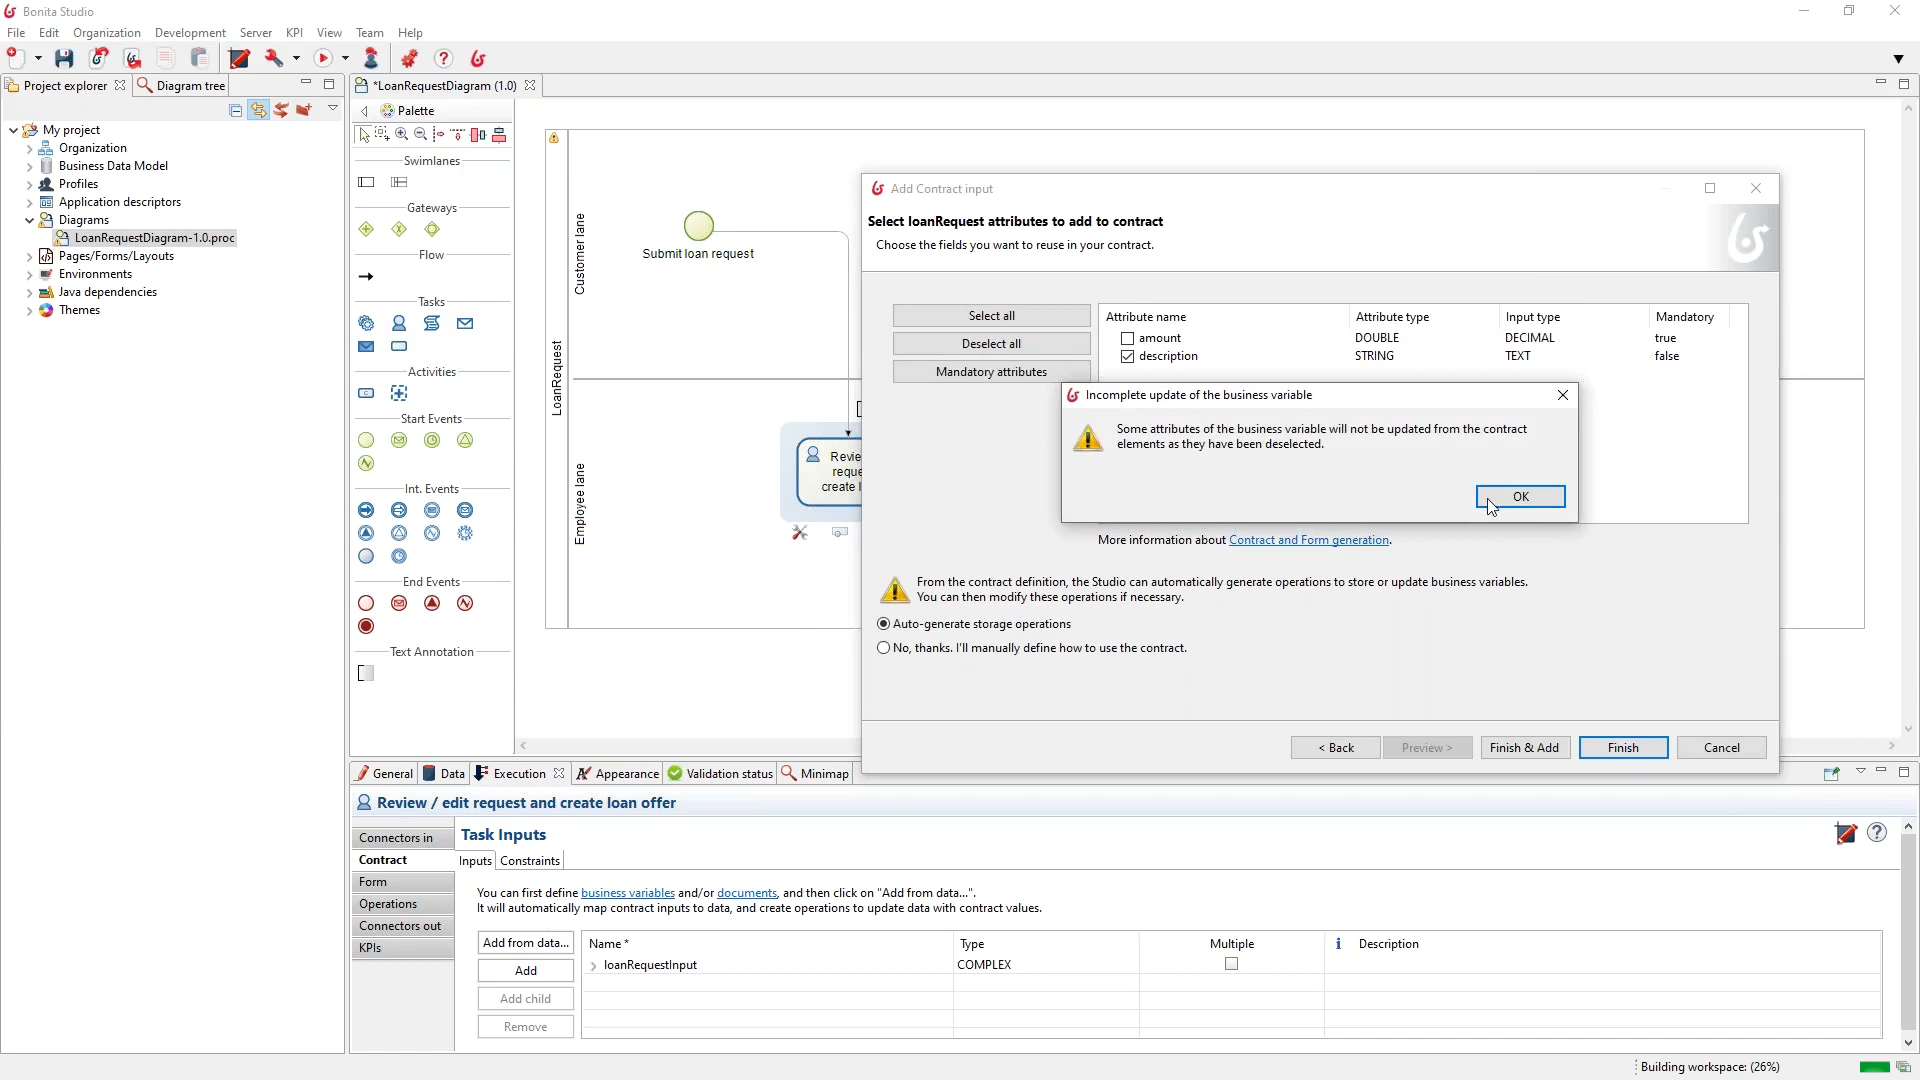 Bonita Studio
File Edit Organization Development Server KPI View Team Help
Project explorer
Diagram tree
*LoanRequestDiagram (1.0)
My project
Organization
Business Data Model
Profiles
Application descriptors
Diagrams
LoanRequestDiagram-1.0.proc
Pages/Forms/Layouts
Environments
Java dependencies
Themes
Palette
Swimlanes
Gateways
Flow
Tasks
Activities
Start Events
Int. Events
End Events
Text Annotation
LoanRequest
Customer lane
Employee lane
Submit loan request
Revie
reque
create l
Add Contract input
Select loanRequest attributes to add to contract
Choose the fields you want to reuse in your contract.
Select all
Deselect all
Mandatory attributes
Attribute name Attribute type Input type Mandatory
amount DOUBLE DECIMAL true
description STRING TEXT false
Incomplete update of the business variable
Some attributes of the business variable will not be updated from the contract
elements as they have been deselected.
OK
More information about Contract and Form generation.
From the contract definition, the Studio can automatically generate operations to store or update business variables.
You can then modify these operations if necessary.
Auto-generate storage operations
No, thanks. I'll manually define how to use the contract.
< Back Preview > Finish & Add Finish Cancel
General Data Execution Appearance Validation status Minimap
Review / edit request and create loan offer
Connectors in
Contract
Form
Operations
Connectors out
KPIs
Task Inputs
Inputs Constraints
You can first define business variables and/or documents, and then click on "Add from data...".
It will automatically map contract inputs to data, and create operations to update data with contract values.
Add from data...
Add
Add child
Remove
Name * Type Multiple Description
loanRequestInput COMPLEX
Building workspace: (26%)